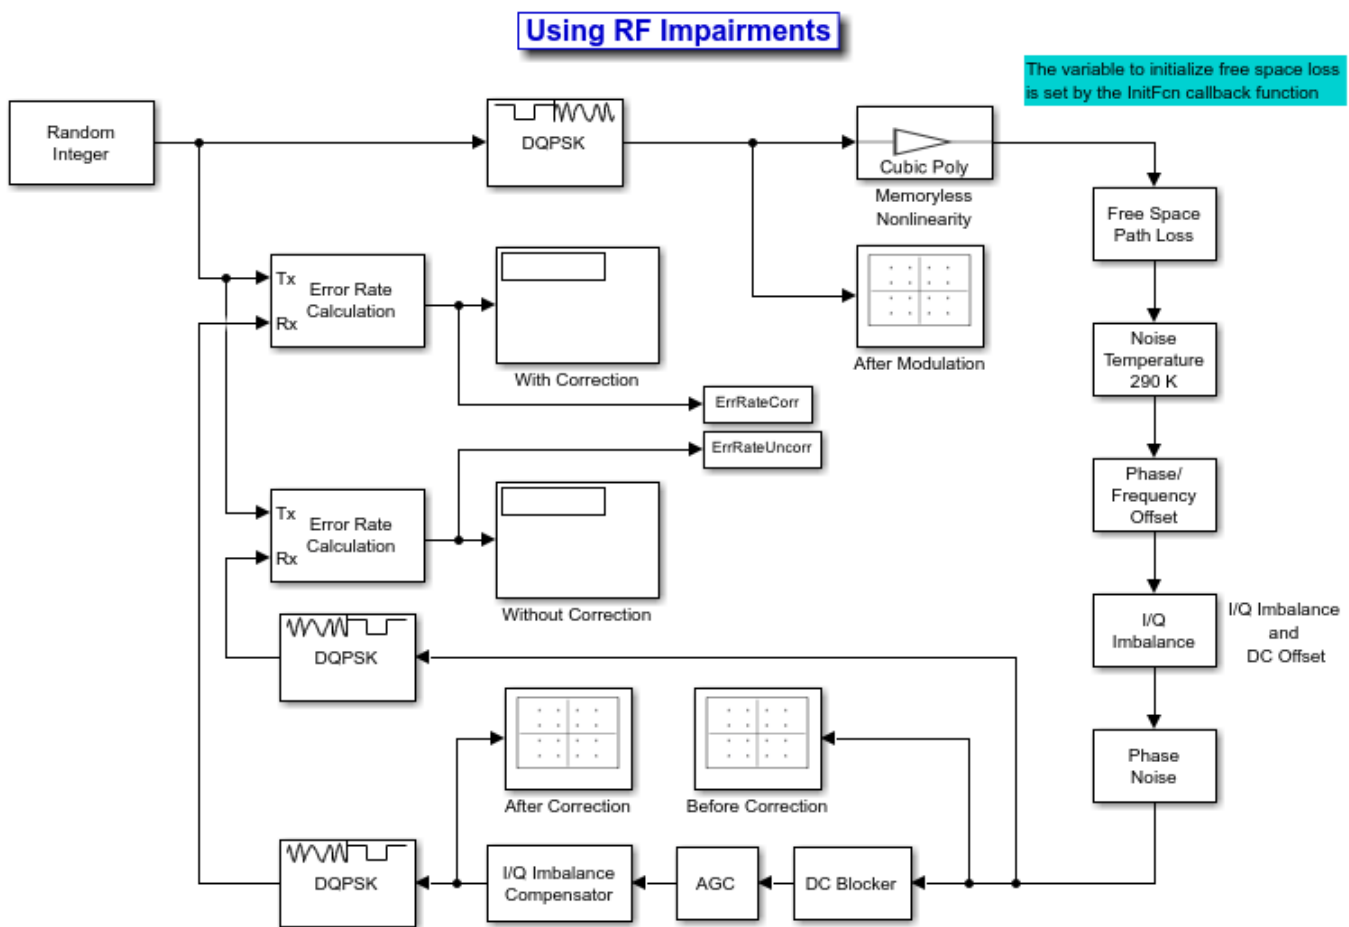 Using RF Impairments
The variable to initialize free space loss
is set by the InitFcn callback function
Random
Integer
DQPSK
Cubic Poly
Memoryless
Nonlinearity
Free Space
Path Loss
Tx
Rx
Error Rate
Calculation
With Correction
After Modulation
Noise
Temperature
290 K
ErrRateCorr
ErrRateUncorr
Phase/
Frequency
Offset
Tx
Rx
Error Rate
Calculation
Without Correction
I/Q
Imbalance
I/Q Imbalance
and
DC Offset
DQPSK
After Correction
Before Correction
Phase
Noise
DQPSK
I/Q Imbalance
Compensator
AGC
DC Blocker